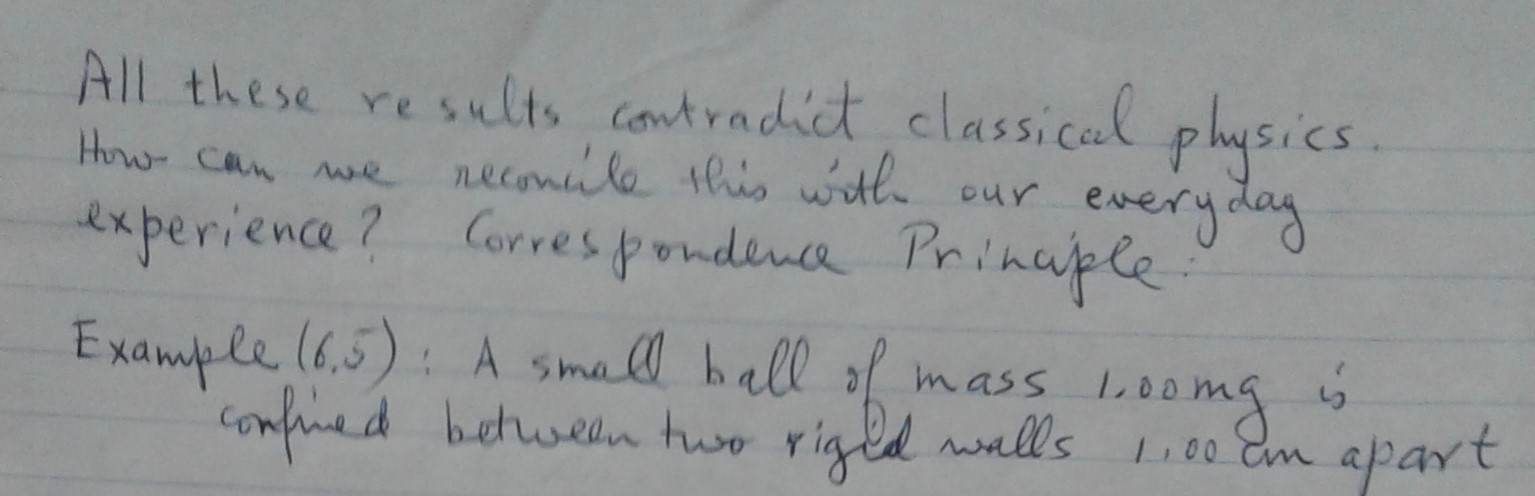 All these results contradict classical physics.
How can we reconcile this with our everyday
experience? Correspondence Principle:
Example (6.5): A small ball of mass 1.00 mg is
confined between two rigid walls 1.00 cm apart